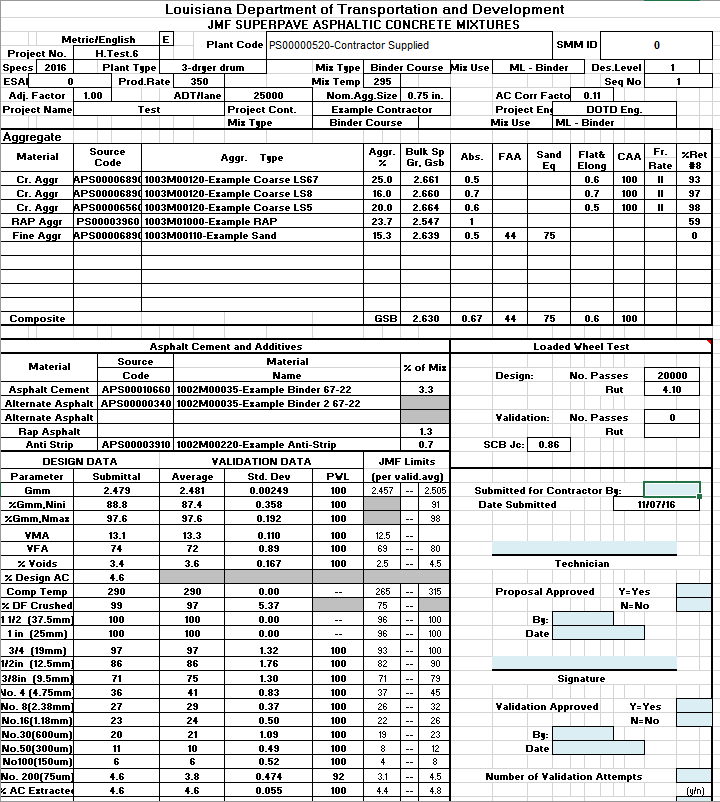 Louisiana Department of Transportation and Development
JMF SUPERPAVE ASPHALTIC CONCRETE MIXTURES
Metric/English E Plant Code PS00000520-Contractor Supplied SMM ID 0
Project No. H.Test.6
Specs 2016 Plant Type 3-dryer drum Mix Type Binder Course Mix Use ML - Binder Des.Level 1
ESAL 0 Prod.Rate 350 Mix Temp 295 Seq No 1
Adj. Factor 1.00 ADT/lane 25000 Nom.Agg.Size 0.75 in. AC Corr Facto 0.11
Project Name Test Project Cont. Example Contractor Project Eng DOTD Eng.
Mix Type Binder Course Mix Use ML - Binder
Aggregate
Material Source Code Aggr. Type Aggr. % Bulk Sp Gr, Gsb Abs. FAA Sand Eq Flat& Elong CAA Fr. Rate %Ret #8
Cr. Aggr APS0000689( 1003M00120-Example Coarse LS67 25.0 2.661 0.5 0.6 100 II 93
Cr. Aggr APS0000689( 1003M00120-Example Coarse LS8 16.0 2.660 0.7 0.7 100 II 97
Cr. Aggr APS0000656( 1003M00120-Example Coarse LS5 20.0 2.664 0.6 0.5 100 II 98
RAP Aggr PS00003960 1003M01000-Example RAP 23.7 2.547 1 59
Fine Aggr APS0000689( 1003M00110-Example Sand 15.3 2.639 0.5 44 75 0
Composite GSB 2.630 0.67 44 75 0.6 100
Asphalt Cement and Additives Loaded Wheel Test
Material Source Code Material Name % of Mix
Design: No. Passes 20000
Asphalt Cement APS00010660 1002M00035-Example Binder 67-22 3.3 Rut 4.10
Alternate Asphalt APS00000340 1002M00035-Example Binder 2 67-22
Alternate Asphalt Validation: No. Passes 0
Rap Asphalt 1.3 Rut
Anti Strip APS00003910 1002M00220-Example Anti-Strip 0.7 SCB Jc: 0.86
DESIGN DATA VALIDATION DATA JMF Limits
Parameter Submittal Average Std. Dev PWL (per valid.avg)
Gmm 2.479 2.481 0.00249 100 2.457 -- 2.505 Submitted for Contractor By:
%Gmm,Nini 88.8 87.4 0.358 100 91 Date Submitted 11/07/16
%Gmm,Nmax 97.6 97.6 0.192 100 -- 98
VMA 13.1 13.3 0.110 100 12.5 --
VFA 74 72 0.89 100 69 -- 80
% Voids 3.4 3.6 0.167 100 2.5 -- 4.5 Technician
% Design AC 4.6
Comp Temp 290 290 0.00 -- 265 -- 315 Proposal Approved Y=Yes
% DF Crushed 99 97 5.37 75 -- N=No
1 1/2 (37.5mm) 100 100 0.00 -- 96 -- 100 By:
1 in (25mm) 100 100 0.00 -- 96 -- 100 Date
3/4 (19mm) 97 97 1.32 100 93 -- 100
1/2in (12.5mm) 86 86 1.76 100 82 -- 90
3/8in (9.5mm) 71 75 1.30 100 71 -- 79 Signature
No. 4 (4.75mm) 36 41 0.83 100 37 -- 45
No. 8(2.38mm) 27 29 0.37 100 26 -- 32 Validation Approved Y=Yes
No.16(1.18mm) 23 24 0.50 100 22 -- 26 N=No
No.30(600um) 20 21 1.09 100 19 -- 23 By:
No.50(300um) 11 10 0.49 100 8 -- 12 Date
No100(150um) 6 6 0.52 100 4 -- 8
No. 200(75um) 4.6 3.8 0.474 92 3.1 -- 4.5 Number of Validation Attempts
% AC Extracted 4.6 4.6 0.055 100 4.4 -- 4.8 (y/n)